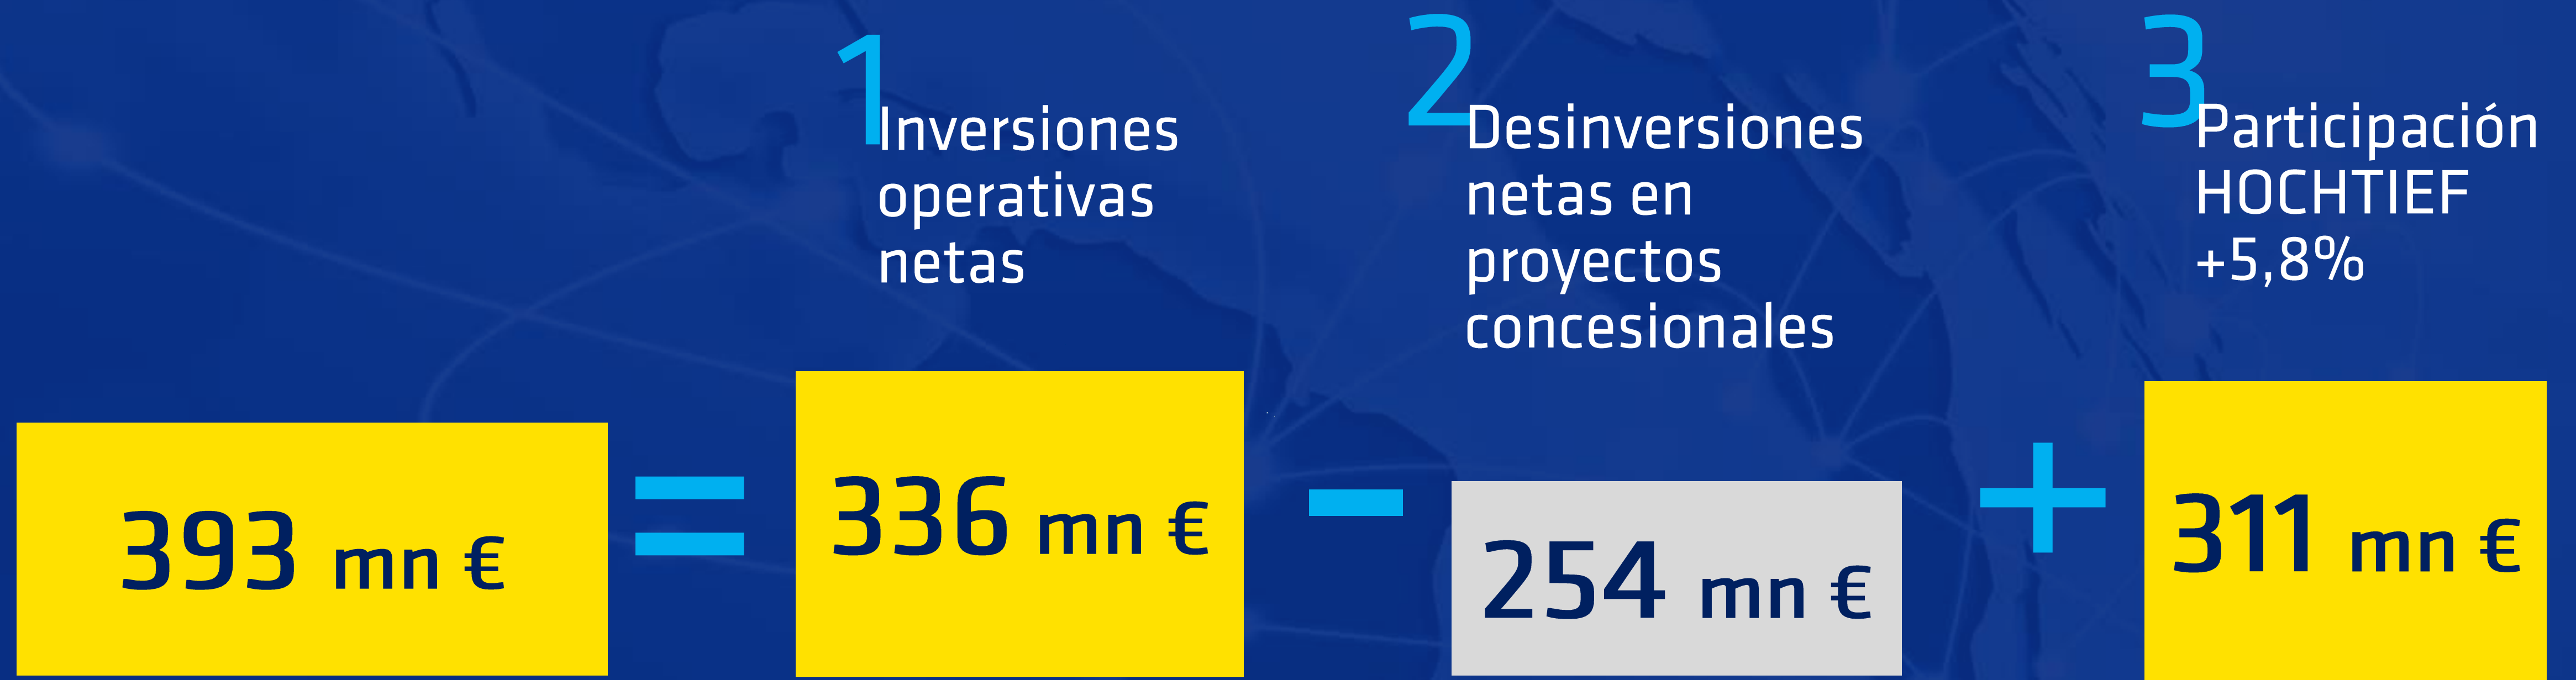 1
Inversiones
operativas
netas
2
Desinversiones
netas en
proyectos
concesionales
3
Participación
HOCHTIEF
+5,8%
393 mn €
=
336 mn €
-
254 mn €
+
311 mn €